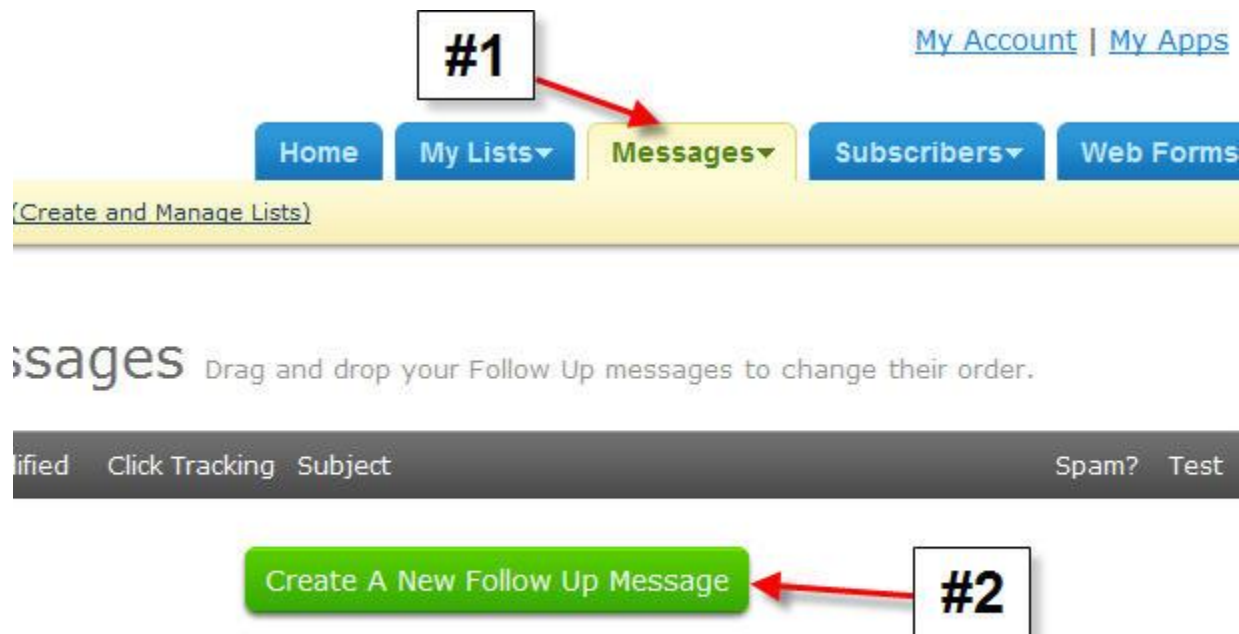 #1
My Account | My Apps
Home My Lists Messages Subscribers Web Forms
(Create and Manage Lists)
ssages Drag and drop your Follow Up messages to change their order.
lified Click Tracking Subject Spam? Test
Create A New Follow Up Message
#2